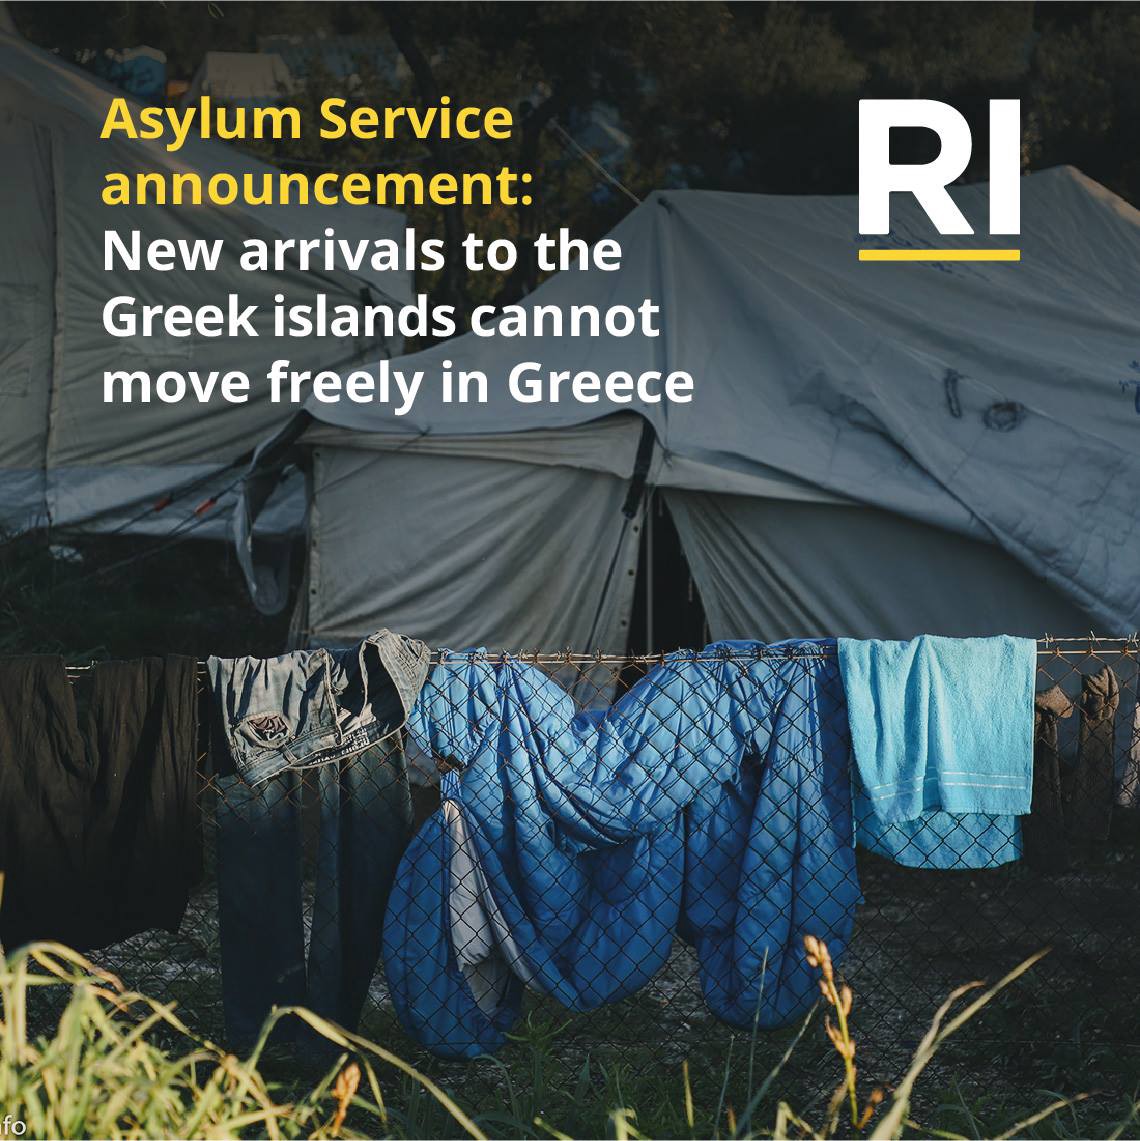 Asylum Service
announcement:
New arrivals to the
Greek islands cannot
move freely in Greece
RI